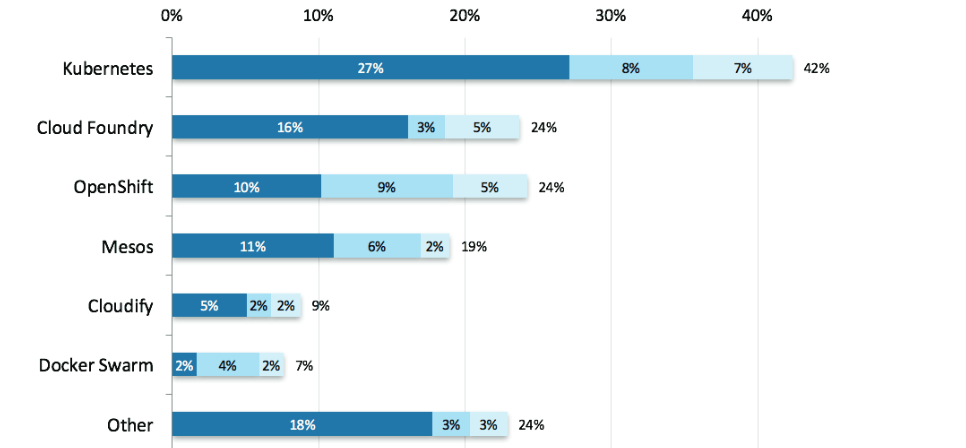 0% 10% 20% 30% 40%
Kubernetes 27% 8% 7% 42%
Cloud Foundry 16% 3% 5% 24%
OpenShift 10% 9% 5% 24%
Mesos 11% 6% 2% 19%
Cloudify 5% 2% 2% 9%
Docker Swarm 2% 4% 2% 7%
Other 18% 3% 3% 24%